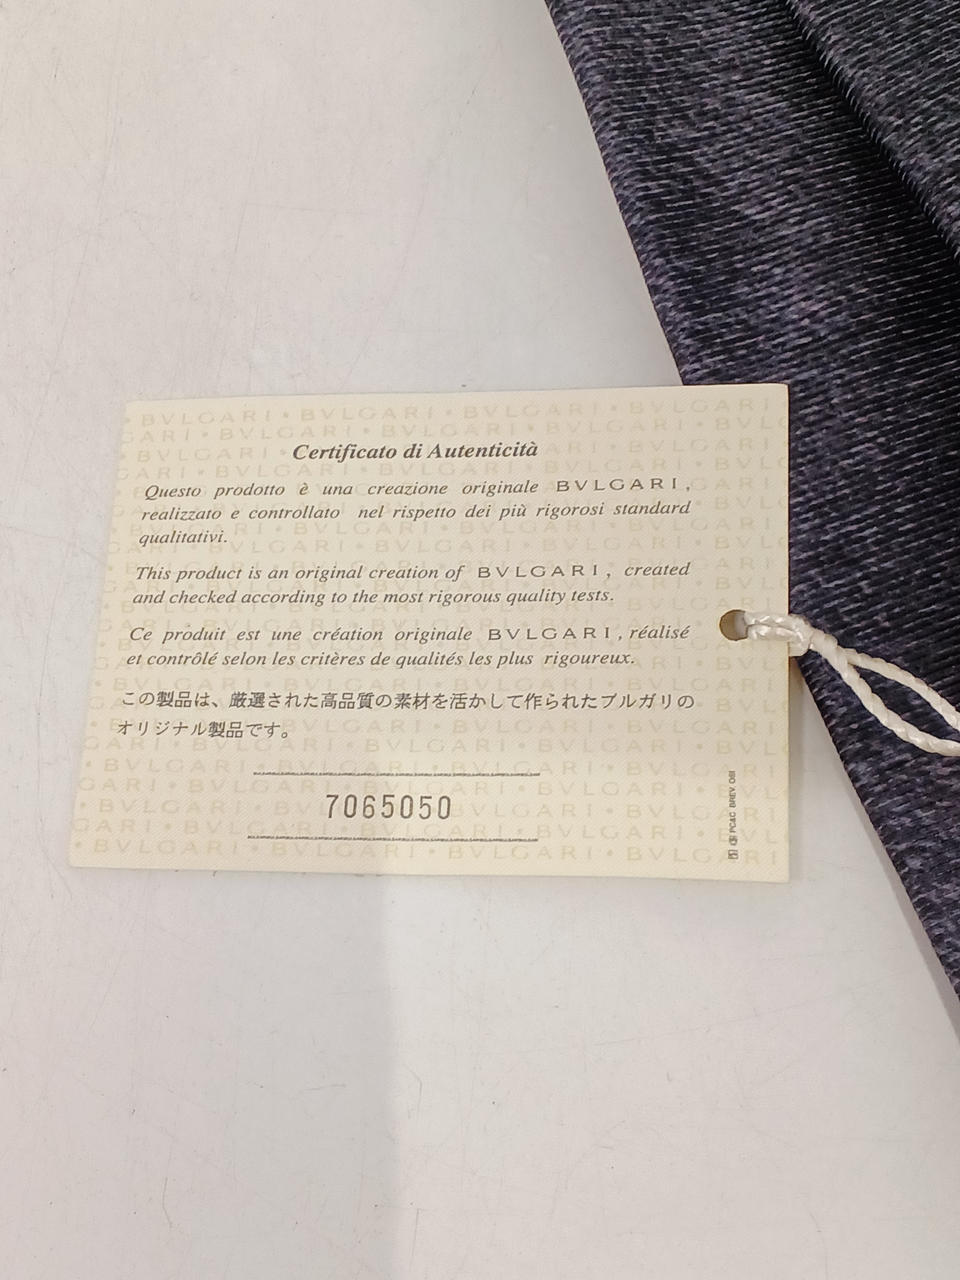 Certificato di Autenticità
Questo prodotto è una creazione originale BVLGARI,
realizzato e controllato nel rispetto dei più rigorosi standard
qualitativi.
This product is an original creation of BVLGARI, created
and checked according to the most rigorous quality tests.
Ce produit est une création originale BVLGARI, réalisé
et contrôlé selon les critères de qualités les plus rigoureux.
この製品は、厳選された高品質の素材を活かして作られたブルガリの
オリジナル製品です。
7065050
PC&C BREV. OBI